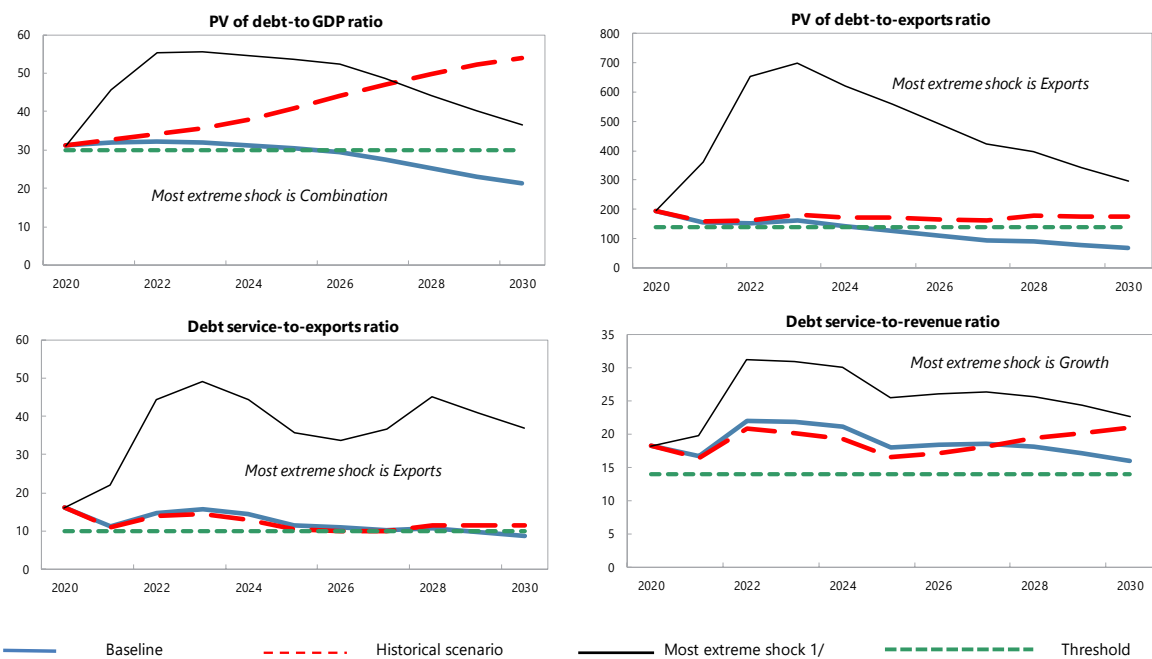 PV of debt-to GDP ratio
60
50
40
30
20
10
0
Most extreme shock is Combination
2020 2022 2024 2026 2028 2030
PV of debt-to-exports ratio
800
700
600
500
400
300
200
100
0
Most extreme shock is Exports
2020 2022 2024 2026 2028 2030
Debt service-to-exports ratio
60
50
40
30
20
10
0
Most extreme shock is Exports
2020 2022 2024 2026 2028 2030
Debt service-to-revenue ratio
35
30
25
20
15
10
5
0
Most extreme shock is Growth
2020 2022 2024 2026 2028 2030
Baseline Historical scenario Most extreme shock 1/ Threshold